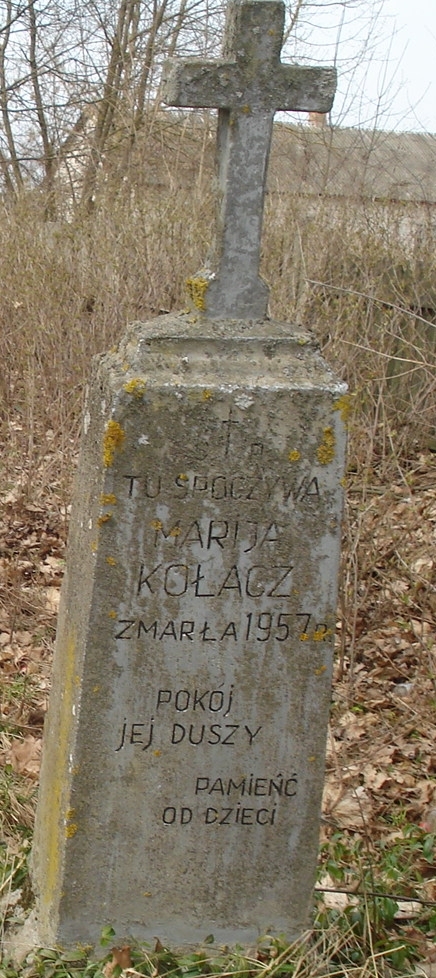 TU SPOCZYWA
MARIJA
KOŁACZ
ZMARŁA 1957 R
POKÓJ
JEJ DUSZY
PAMIEŃĆ
OD DZIECI